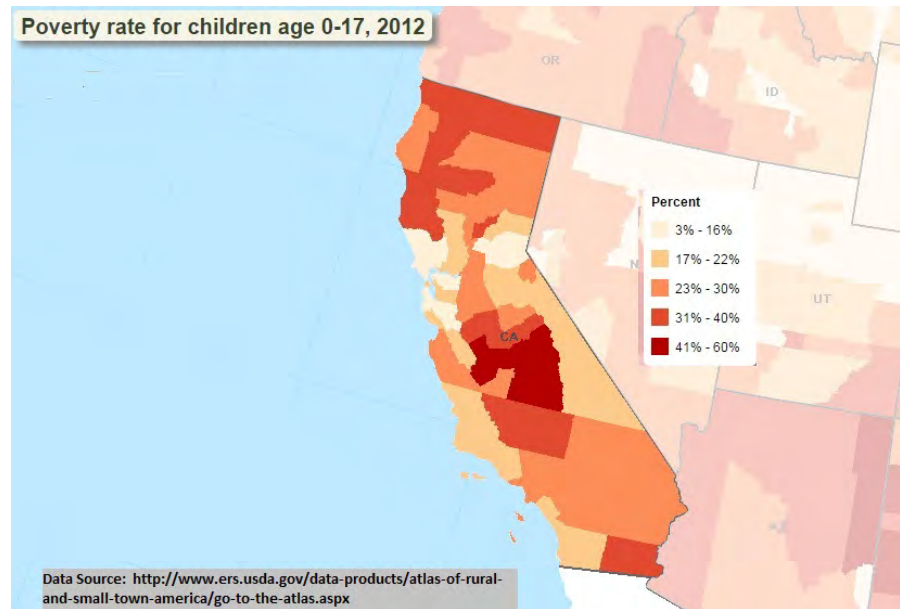 Poverty rate for children age 0-17, 2012
OR
ID
Percent
3% - 16%
17% - 22%
23% - 30%
31% - 40%
41% - 60%
N
UT
CA
Data Source: http://www.ers.usda.gov/data-products/atlas-of-rural-
and-small-town-america/go-to-the-atlas.aspx